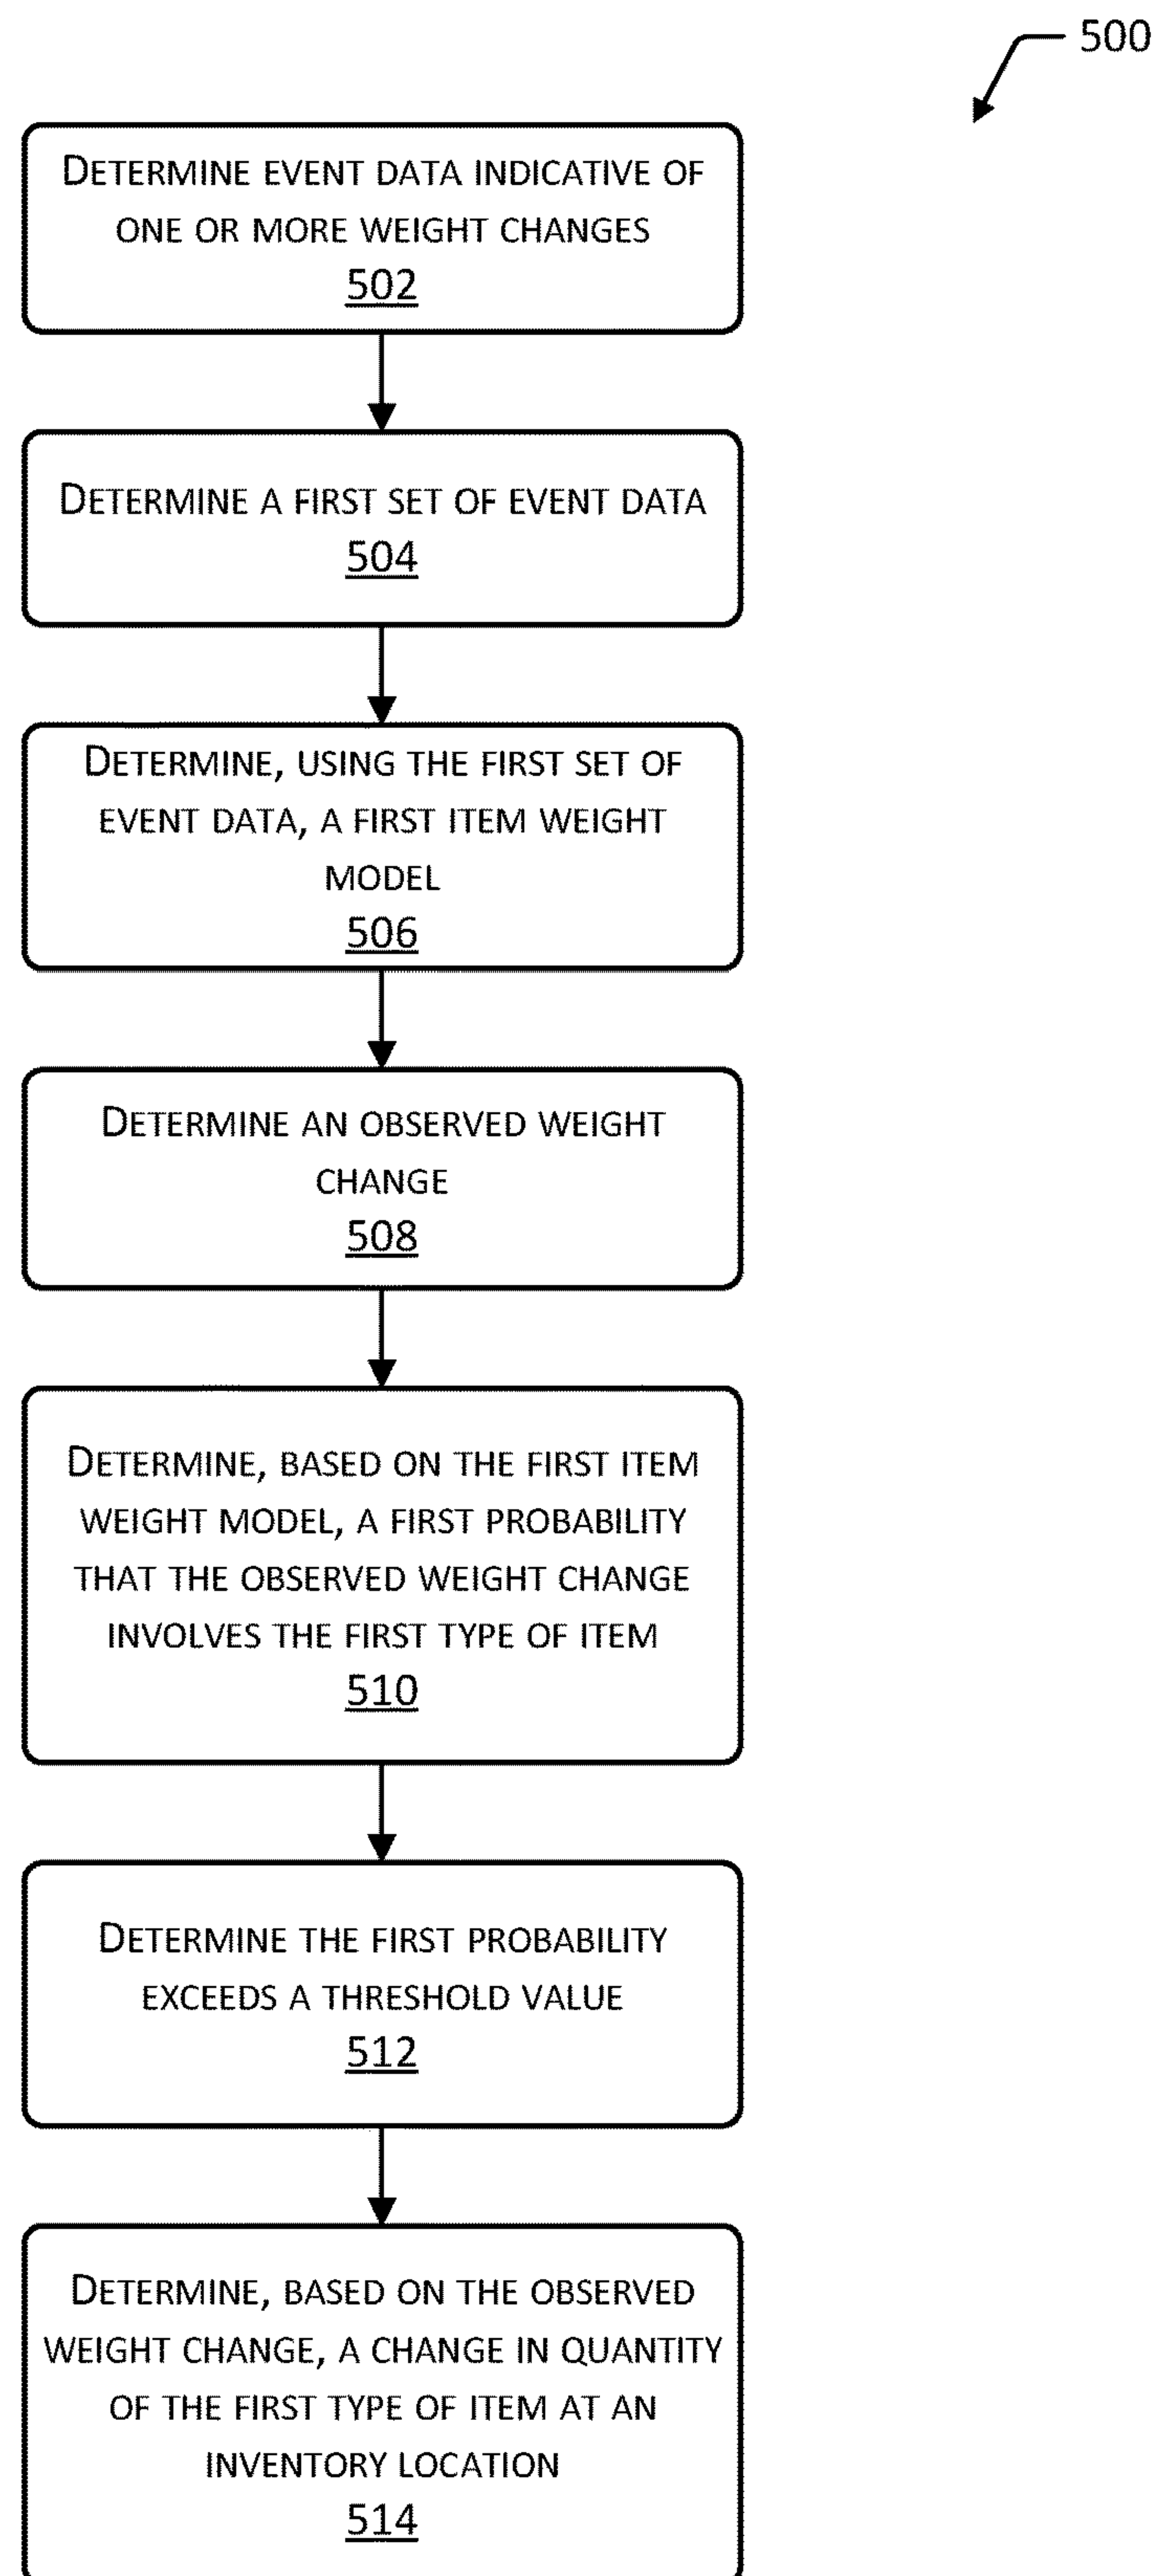 500
DETERMINE EVENT DATA INDICATIVE OF
ONE OR MORE WEIGHT CHANGES
502
DETERMINE A FIRST SET OF EVENT DATA
504
DETERMINE, USING THE FIRST SET OF
EVENT DATA, A FIRST ITEM WEIGHT
MODEL
506
DETERMINE AN OBSERVED WEIGHT
CHANGE
508
DETERMINE, BASED ON THE FIRST ITEM
WEIGHT MODEL, A FIRST PROBABILITY
THAT THE OBSERVED WEIGHT CHANGE
INVOLVES THE FIRST TYPE OF ITEM
510
DETERMINE THE FIRST PROBABILITY
EXCEEDS A THRESHOLD VALUE
512
DETERMINE, BASED ON THE OBSERVED
WEIGHT CHANGE, A CHANGE IN QUANTITY
OF THE FIRST TYPE OF ITEM AT AN
INVENTORY LOCATION
514